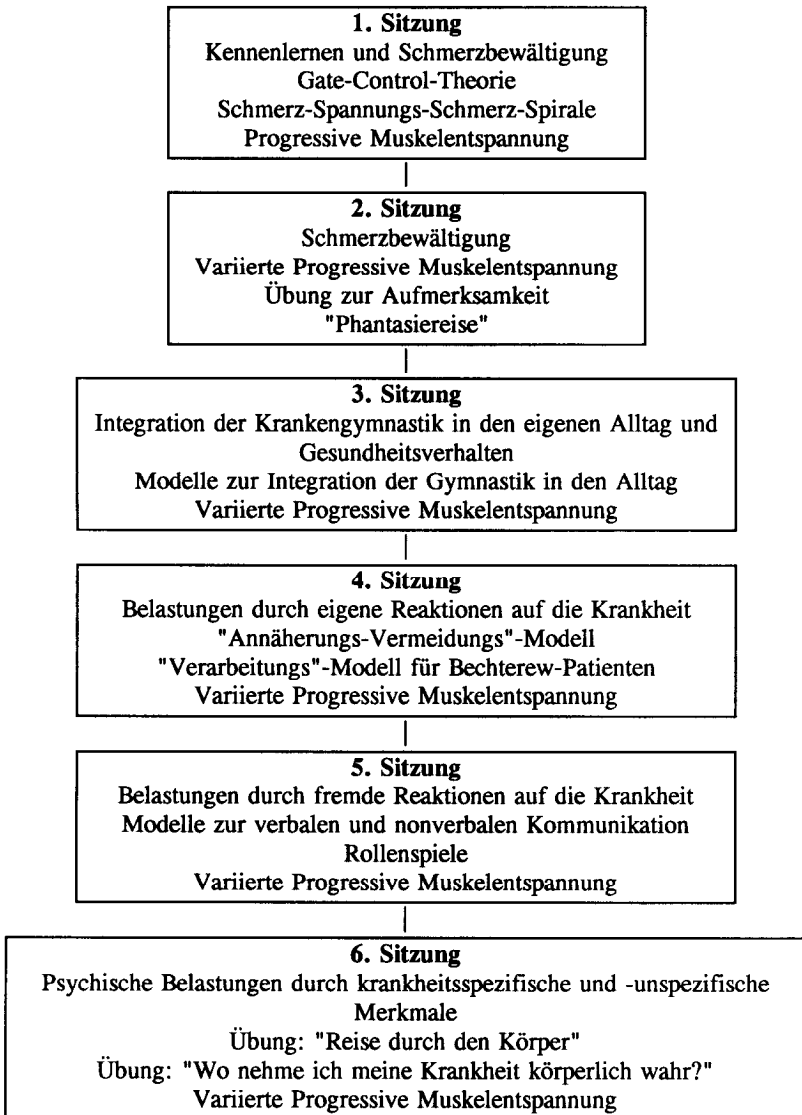 1. Sitzung
Kennenlernen und Schmerzbewältigung
Gate-Control-Theorie
Schmerz-Spannungs-Schmerz-Spirale
Progressive Muskelentspannung
2. Sitzung
Schmerzbewältigung
Variierte Progressive Muskelentspannung
Übung zur Aufmerksamkeit
"Phantasiereise"
3. Sitzung
Integration der Krankengymnastik in den eigenen Alltag und
Gesundheitsverhalten
Modelle zur Integration der Gymnastik in den Alltag
Variierte Progressive Muskelentspannung
4. Sitzung
Belastungen durch eigene Reaktionen auf die Krankheit
"Annäherungs-Vermeidungs"-Modell
"Verarbeitungs"-Modell für Bechterew-Patienten
Variierte Progressive Muskelentspannung
5. Sitzung
Belastungen durch fremde Reaktionen auf die Krankheit
Modelle zur verbalen und nonverbalen Kommunikation
Rollenspiele
Variierte Progressive Muskelentspannung
6. Sitzung
Psychische Belastungen durch krankheitsspezifische und -unspezifische
Merkmale
Übung: "Reise durch den Körper"
Übung: "Wo nehme ich meine Krankheit körperlich wahr?"
Variierte Progressive Muskelentspannung